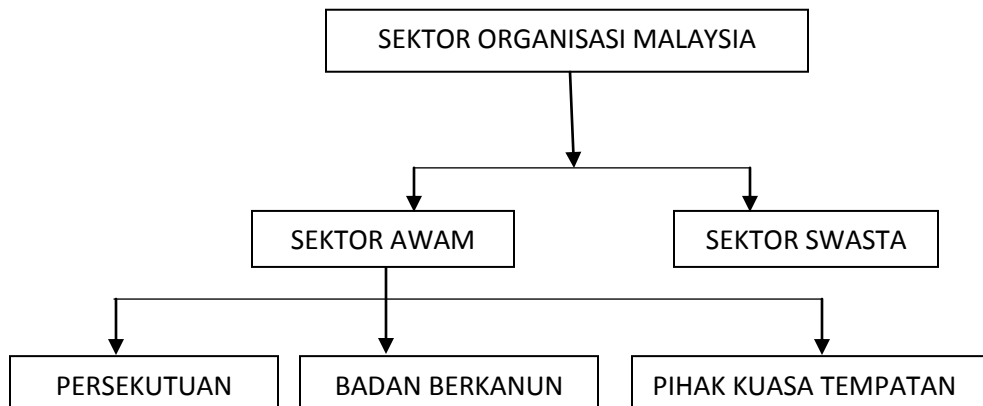 SEKTOR ORGANISASI MALAYSIA
SEKTOR AWAM
SEKTOR SWASTA
PERSEKUTUAN
BADAN BERKANUN
PIHAK KUASA TEMPATAN